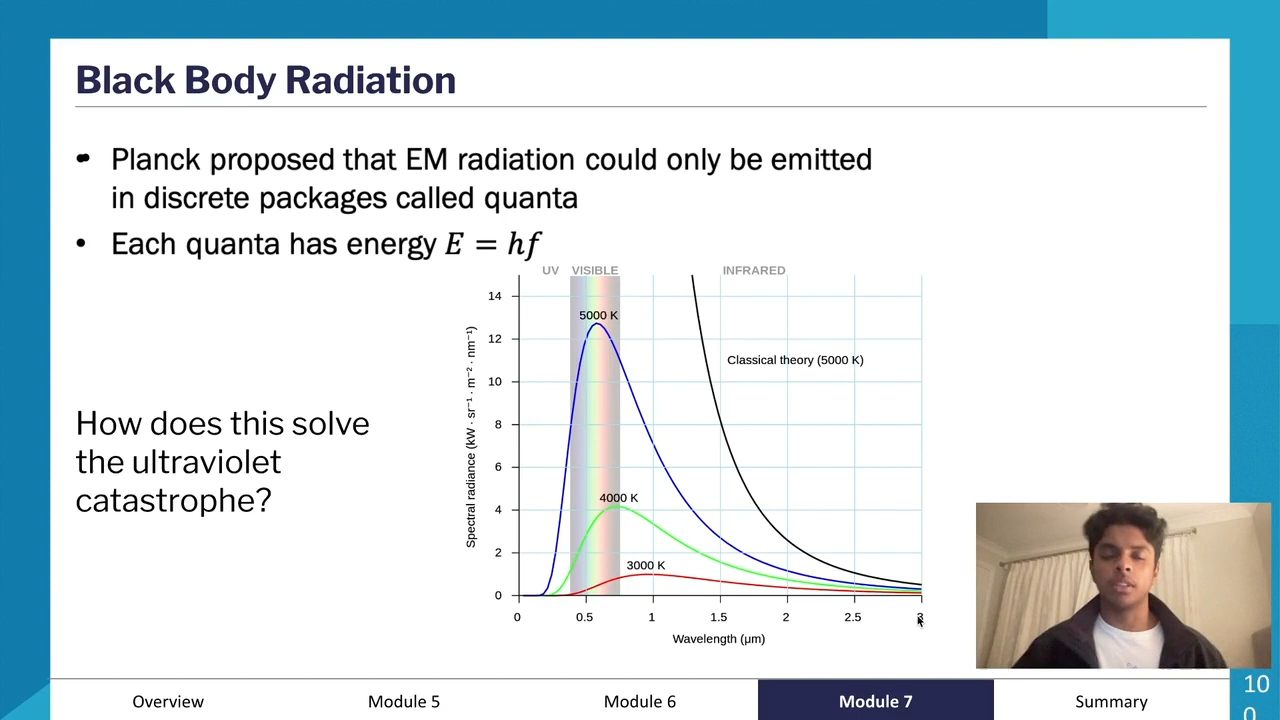 Black Body Radiation
Planck proposed that EM radiation could only be emitted
in discrete packages called quanta
• Each quanta has energy E = hf
UV VISIBLE INFRARED
14
12
10
8
6
4
2
0
Spectral radiance (kW · sr⁻¹ · m⁻² · nm⁻¹)
5000 K
Classical theory (5000 K)
4000 K
3000 K
0 0.5 1 1.5 2 2.5 3
Wavelength (μm)
How does this solve
the ultraviolet
catastrophe?
Overview Module 5 Module 6 Module 7 Summary
10
0